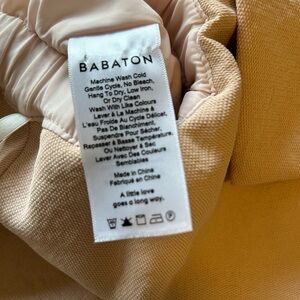 BABATON
Machine Wash Cold
Gentle Cycle, No Bleach,
Hang To Dry, Low Iron,
Or Dry Clean
Wash With Like Colours
Laver À La Machine à
L'eau Froide Au Cycle Délicat,
Pas De Blanchiment,
Suspendre Pour Sécher,
Repasser à Basse Température,
Ou Nettoyer à Sec
Laver Avec Des Couleurs
Semblables
Made in China
Fabriqué en Chine
A little love
goes a long way.